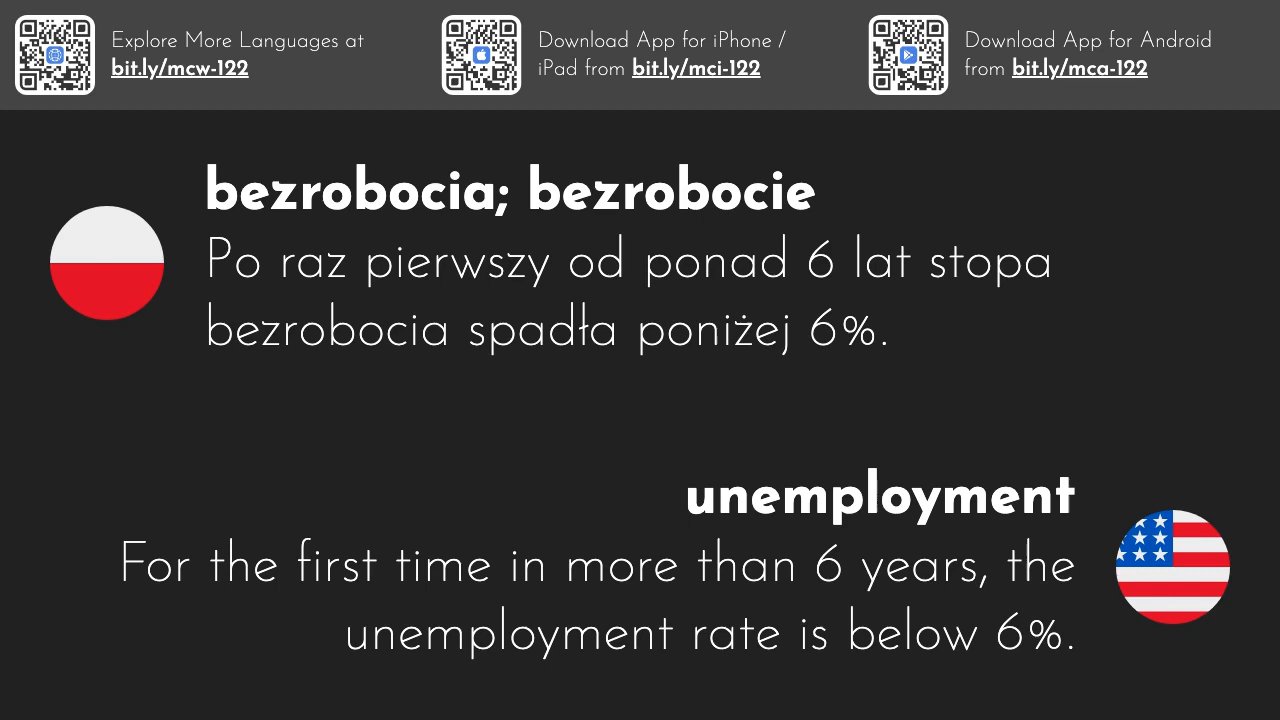 Explore More Languages at
bit.ly/mcw-122
Download App for iPhone /
iPad from bit.ly/mci-122
Download App for Android
from bit.ly/mca-122
bezrobocia; bezrobocie
Po raz pierwszy od ponad 6 lat stopa
bezrobocia spadła poniżej 6%.
unemployment
For the first time in more than 6 years, the
unemployment rate is below 6%.